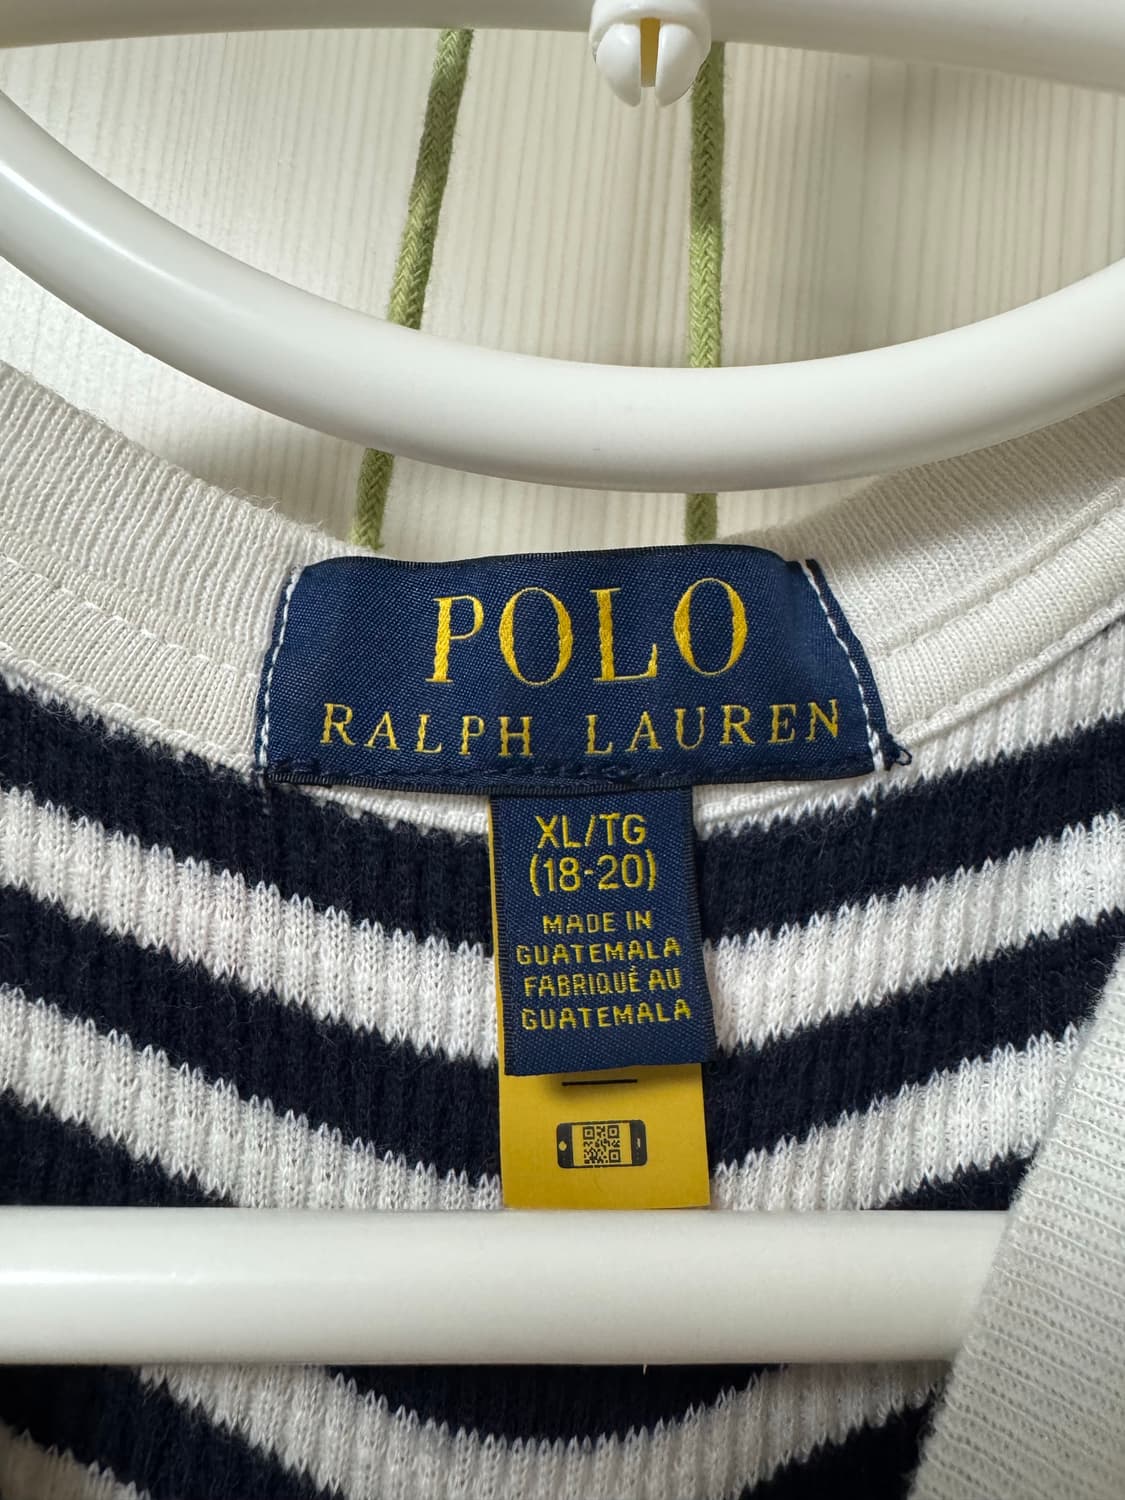 POLO
RALPH LAUREN
XL/TG
(18-20)
MADE IN
GUATEMALA
FABRIQUÉ AU
GUATEMALA